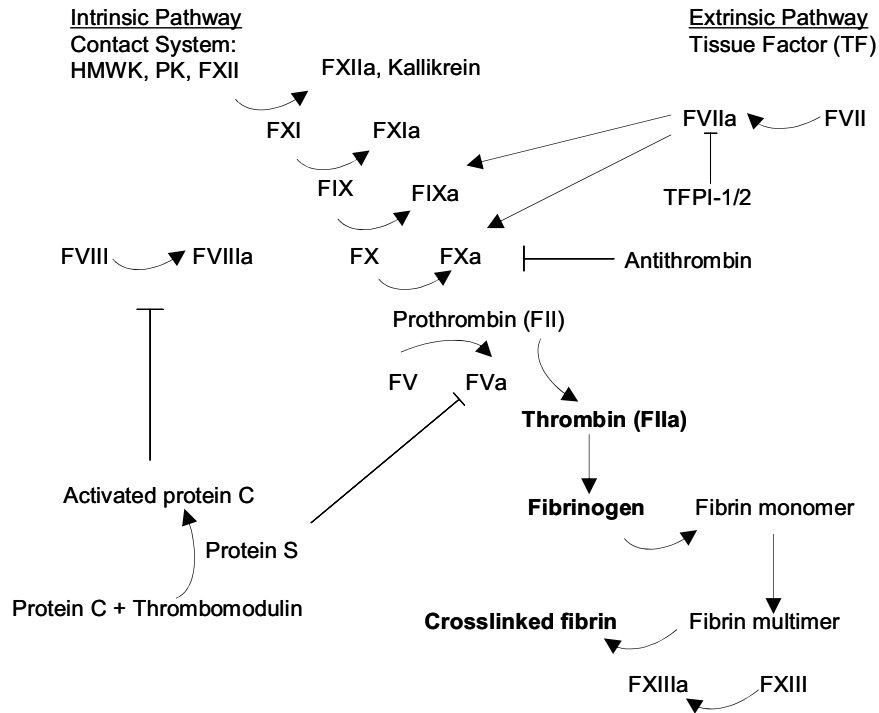 Intrinsic Pathway
Contact System:
HMWK, PK, FXII
Extrinsic Pathway
Tissue Factor (TF)
FXIIa, Kallikrein
FXI
FXIa
FVIIa
FVII
FIX
FIXa
TFPI-1/2
FVIII
FVIIIa
FX
FXa
Antithrombin
Prothrombin (FII)
FV
FVa
Thrombin (FIIa)
Activated protein C
Fibrinogen
Fibrin monomer
Protein S
Protein C + Thrombomodulin
Crosslinked fibrin
Fibrin multimer
FXIIIa
FXIII